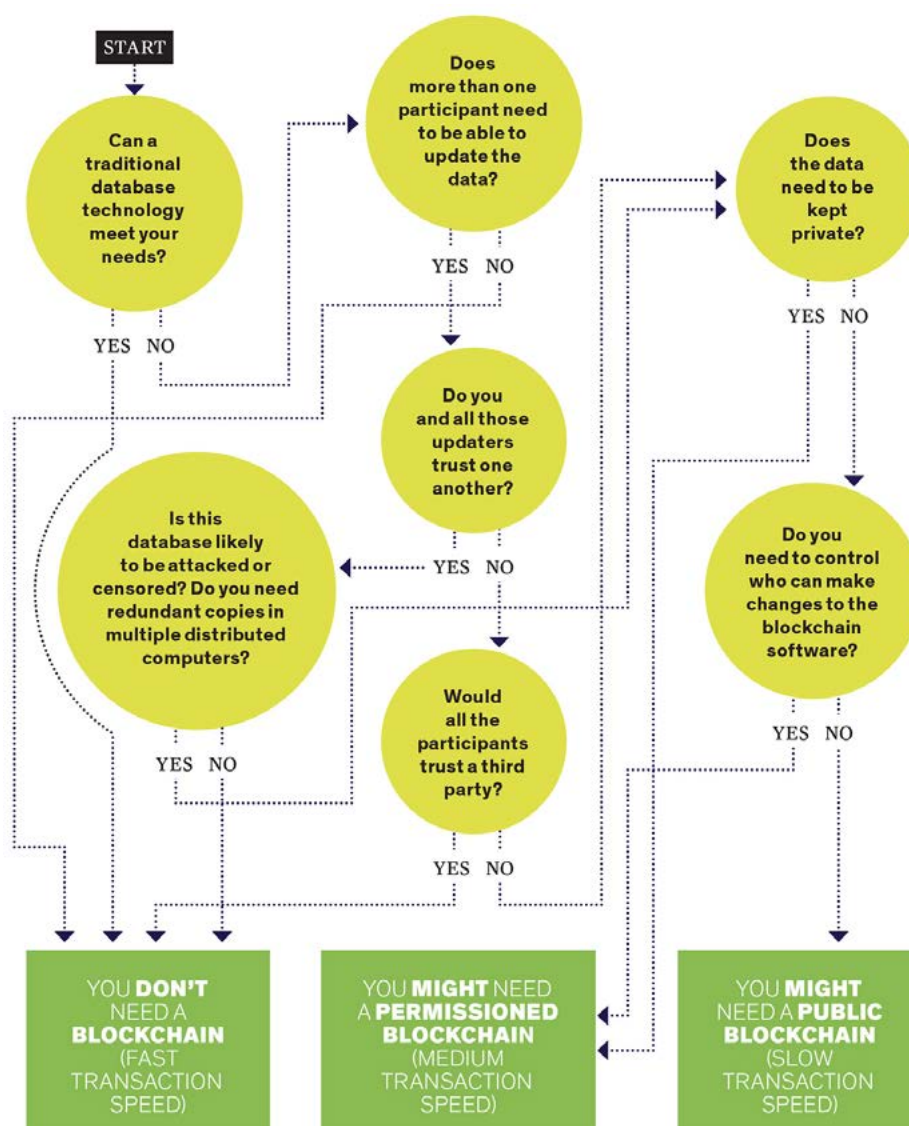 START
Can a
traditional
database
technology
meet your
needs?
YES NO
Does
more than one
participant need
to be able to
update the
data?
YES NO
Does
the data
need to be
kept
private?
YES NO
Do you
and all those
updaters
trust one
another?
YES NO
Is this
database likely
to be attacked or
censored? Do you need
redundant copies in
multiple distributed
computers?
YES NO
Do you
need to control
who can make
changes to the
blockchain
software?
YES NO
Would
all the
participants
trust a third
party?
YES NO
YOU DON'T
NEED A
BLOCKCHAIN
(FAST
TRANSACTION
SPEED)
YOU MIGHT NEED
A PERMISSIONED
BLOCKCHAIN
(MEDIUM
TRANSACTION
SPEED)
YOU MIGHT
NEED A PUBLIC
BLOCKCHAIN
(SLOW
TRANSACTION
SPEED)